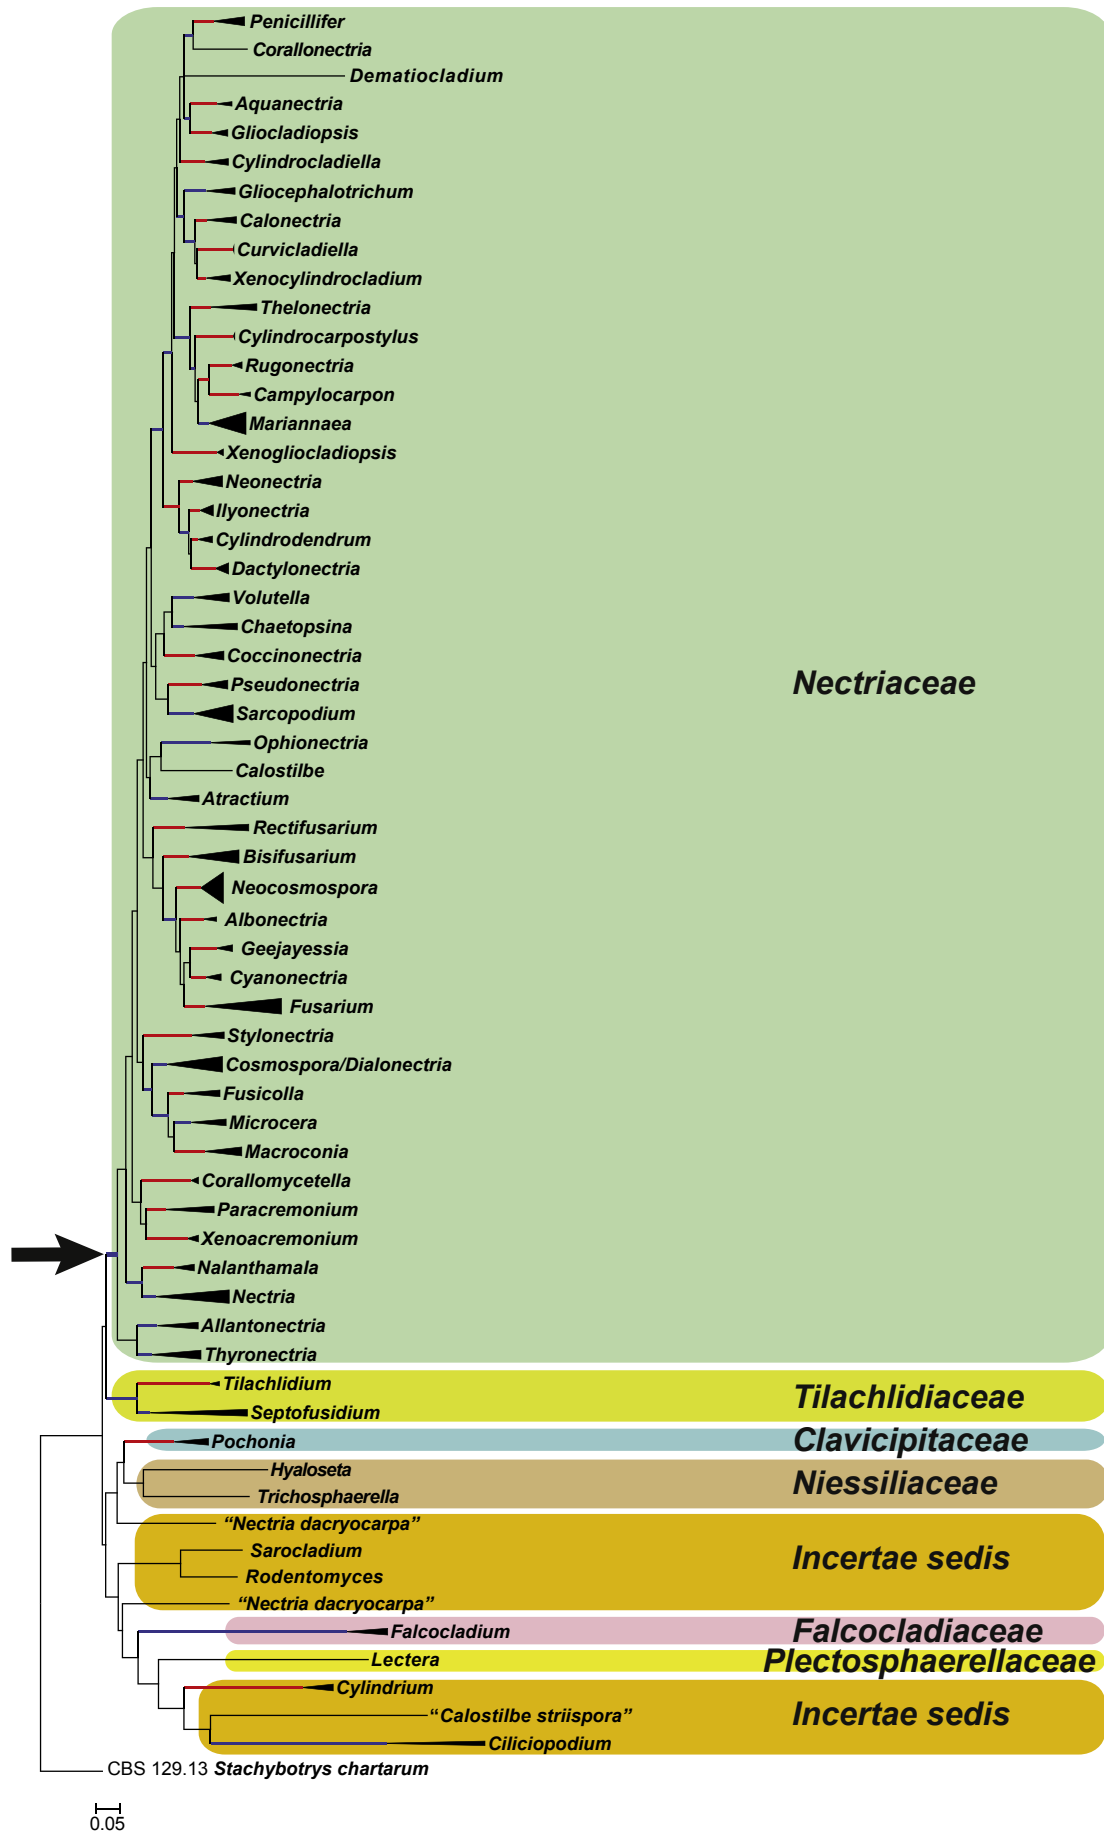 Penicillifer
Corallonectria
Dematiocladium
Aquanectria
Gliocladiopsis
Cylindrocladiella
Gliocephalotrichum
Calonectria
Curvicladiella
Xenocylindrocladium
Thelonectria
Cylindrocarpostylus
Rugonectria
Campylocarpon
Mariannaea
Xenogliocladiopsis
Neonectria
Ilyonectria
Cylindrodendrum
Dactylonectria
Volutella
Chaetopsina
Coccinonectria
Pseudonectria
Nectriaceae
Sarcopodium
Ophionectria
Calostilbe
Atractium
Rectifusarium
Bisifusarium
Neocosmospora
Albonectria
Geejayessia
Cyanonectria
Fusarium
Stylonectria
Cosmospora/Dialonectria
Fusicolla
Microcera
Macroconia
Corallomycetella
Paracremonium
Xenoacremonium
Nalanthamala
Nectria
Allantonectria
Thyronectria
Tilachlidium
Tilachlidiaceae
Septofusidium
Pochonia
Clavicipitaceae
Hyaloseta
Niessiliaceae
Trichosphaerella
“Nectria dacryocarpa”
Sarocladium
Incertae sedis
Rodentomyces
“Nectria dacryocarpa”
Falcocladium
Falcocladiaceae
Lectera
Plectosphaerellaceae
Cylindrium
“Calostilbe striispora”
Incertae sedis
Ciliciopodium
CBS 129.13 Stachybotrys chartarum
0.05